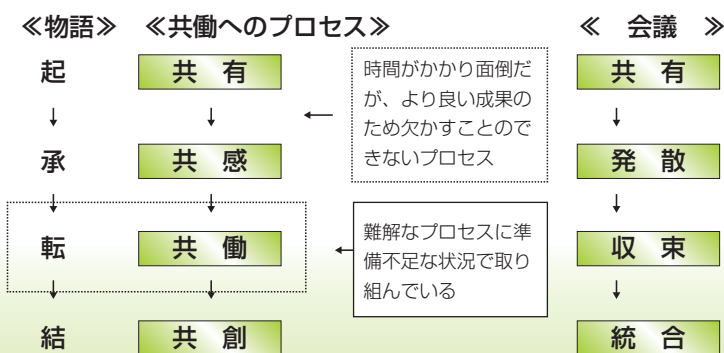 ≪物語≫ ≪共働へのプロセス≫ ≪ 会議 ≫
起 共 有 共 有
↓ ↓ ↓
← 時間がかかり面倒だ
が、より良い成果の
ため欠かすことので
きないプロセス
承 共 感 発 散
↓ ↓ ↓
転 共 働 収 束
← 難解なプロセスに準
備不足な状況で取り
組んでいる
↓ ↓ ↓
結 共 創 統 合